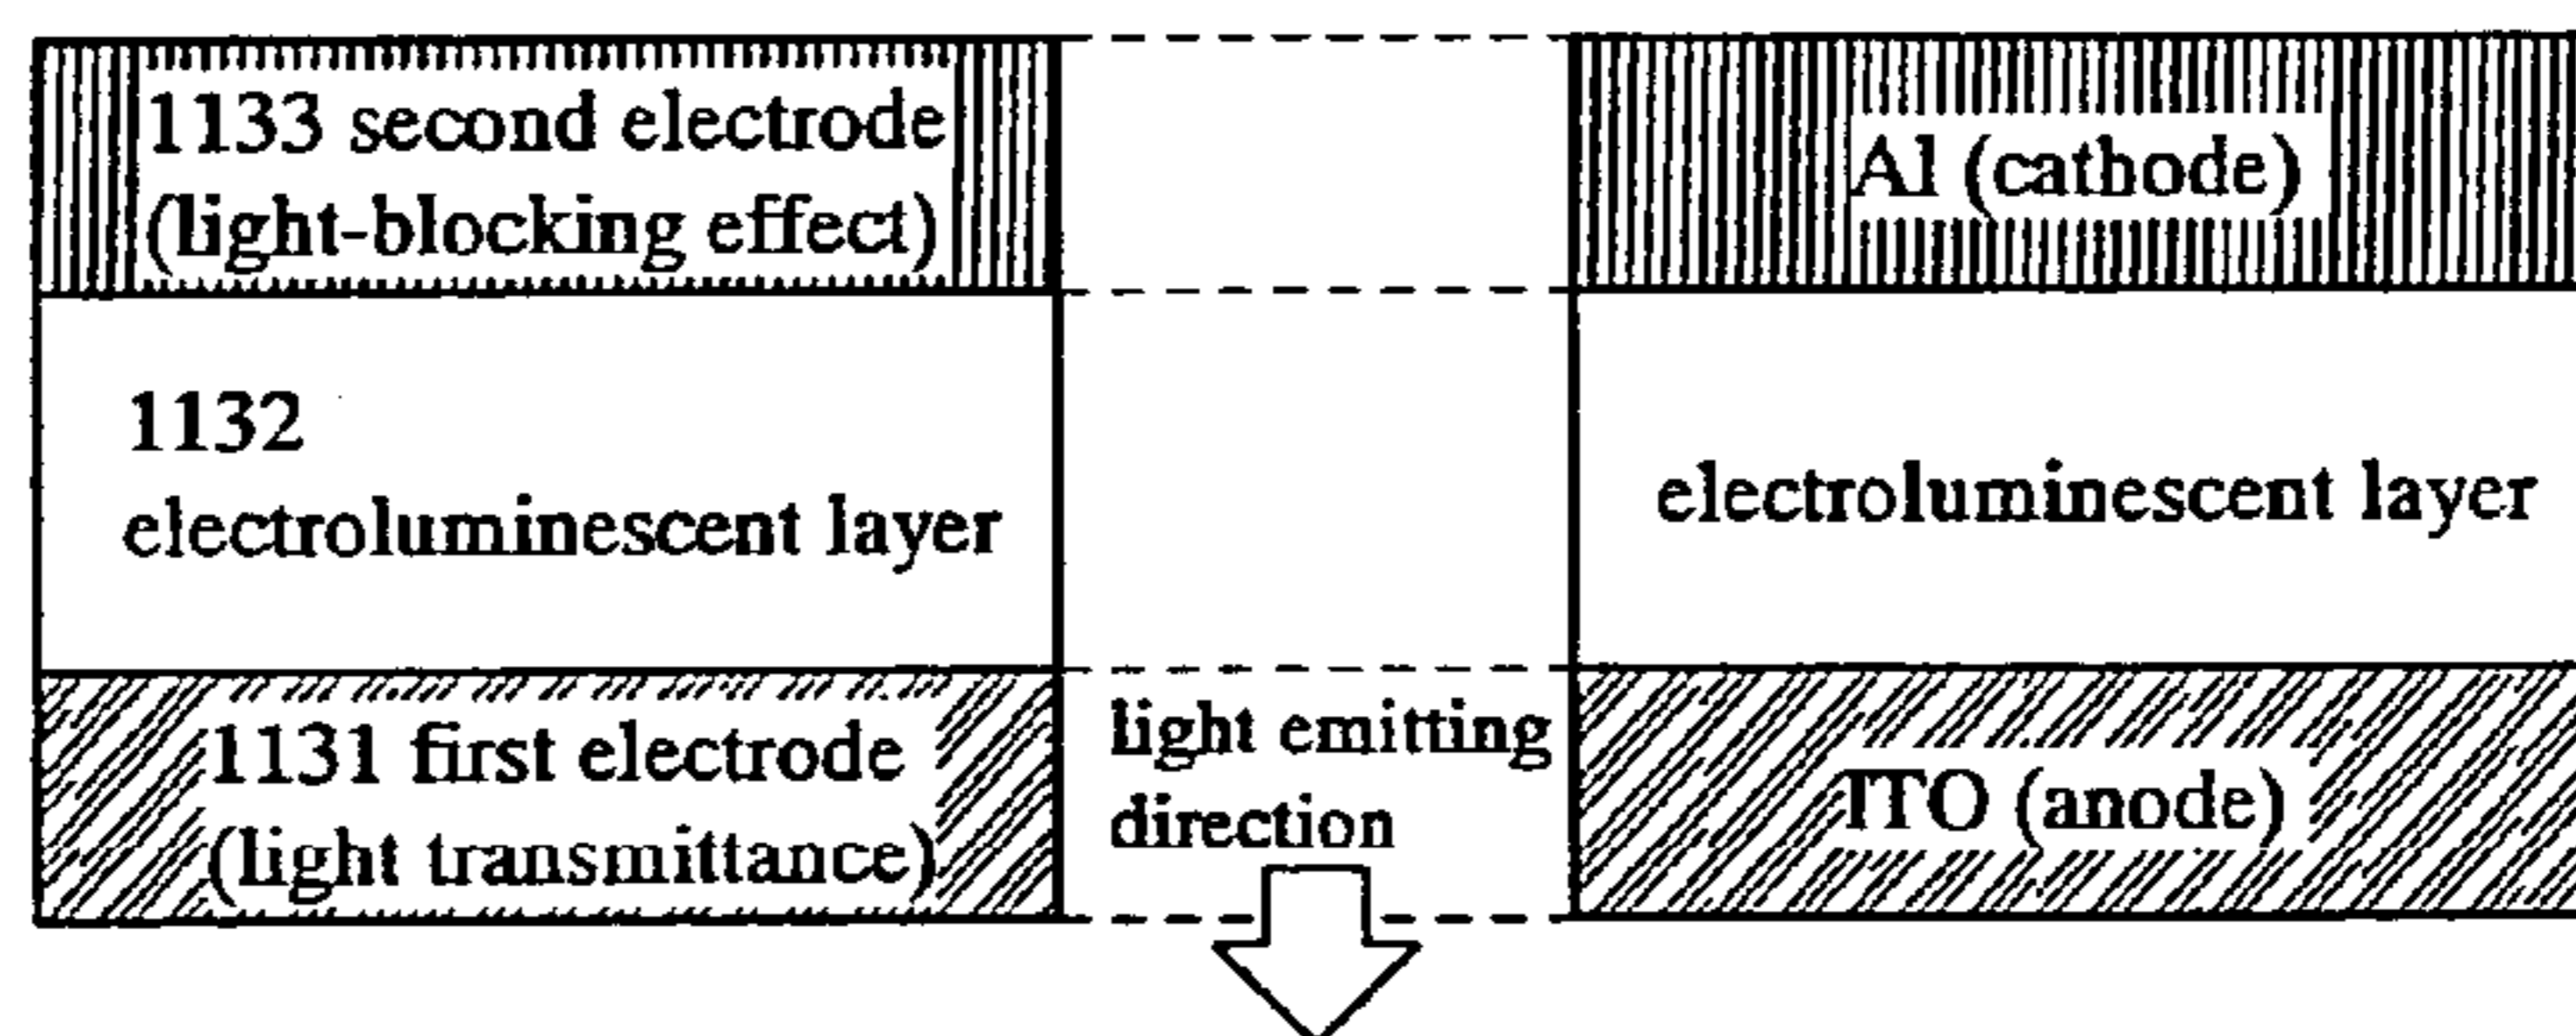 1133 second electrode
(light-blocking effect)
Al (cathode)
1132
electroluminescent layer
electroluminescent layer
1131 first electrode
(light transmittance)
light emitting
direction
ITO (anode)